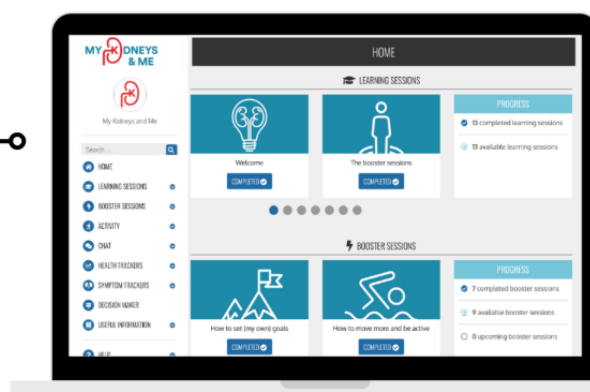 MY KIDNEYS
& ME
My Kidneys and Me
Search...
HOME
LEARNING SESSIONS
BOOSTER SESSIONS
ACTIVITY
CHAT
HEALTH TRACKERS
SYMPTOM TRACKERS
DECISION MAKER
USEFUL INFORMATION
HELP
HOME
LEARNING SESSIONS
Welcome
COMPLETED
The booster sessions
COMPLETED
PROGRESS
13 completed learning sessions
13 available learning sessions
BOOSTER SESSIONS
How to set (my own) goals
COMPLETED
How to move more and be active
COMPLETED
PROGRESS
7 completed booster sessions
9 available booster sessions
0 upcoming booster sessions